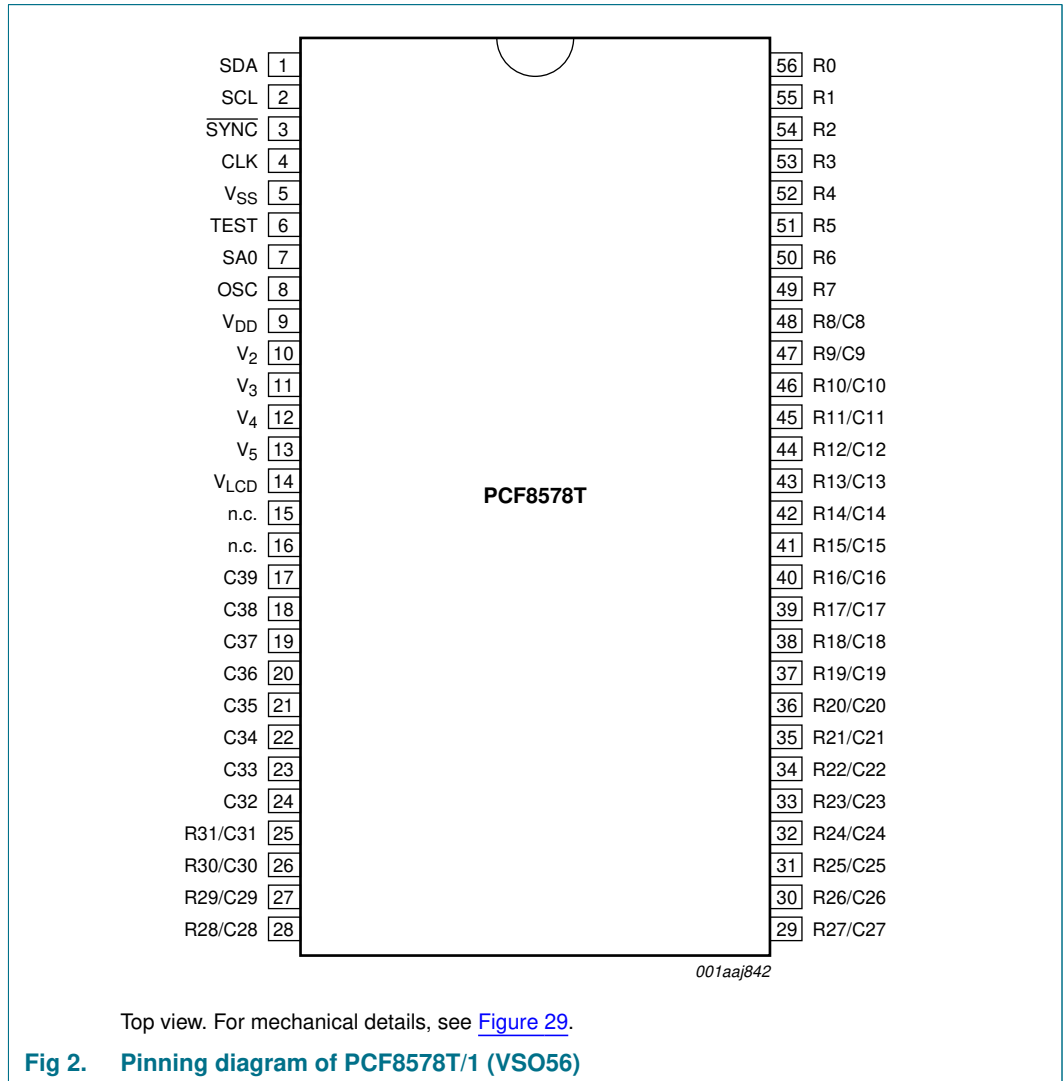 SDA 1 56 R0
SCL 2 55 R1
SYNC 3 54 R2
CLK 4 53 R3
VSS 5 52 R4
TEST 6 51 R5
SA0 7 50 R6
OSC 8 49 R7
VDD 9 48 R8/C8
V2 10 47 R9/C9
V3 11 46 R10/C10
V4 12 45 R11/C11
V5 13 44 R12/C12
VLCD 14 43 R13/C13
PCF8578T
n.c. 15 42 R14/C14
n.c. 16 41 R15/C15
C39 17 40 R16/C16
C38 18 39 R17/C17
C37 19 38 R18/C18
C36 20 37 R19/C19
C35 21 36 R20/C20
C34 22 35 R21/C21
C33 23 34 R22/C22
C32 24 33 R23/C23
R31/C31 25 32 R24/C24
R30/C30 26 31 R25/C25
R29/C29 27 30 R26/C26
R28/C28 28 29 R27/C27
001aaj842
Top view. For mechanical details, see Figure 29.
Fig 2. Pinning diagram of PCF8578T/1 (VSO56)